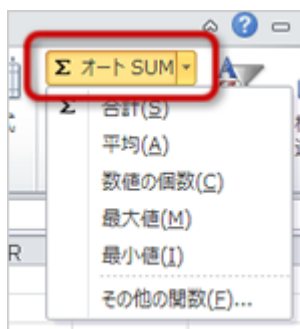 Σ オート SUM
Σ 合計(S)
平均(A)
数値の個数(C)
最大値(M)
最小値(I)
R
その他の関数(F)...